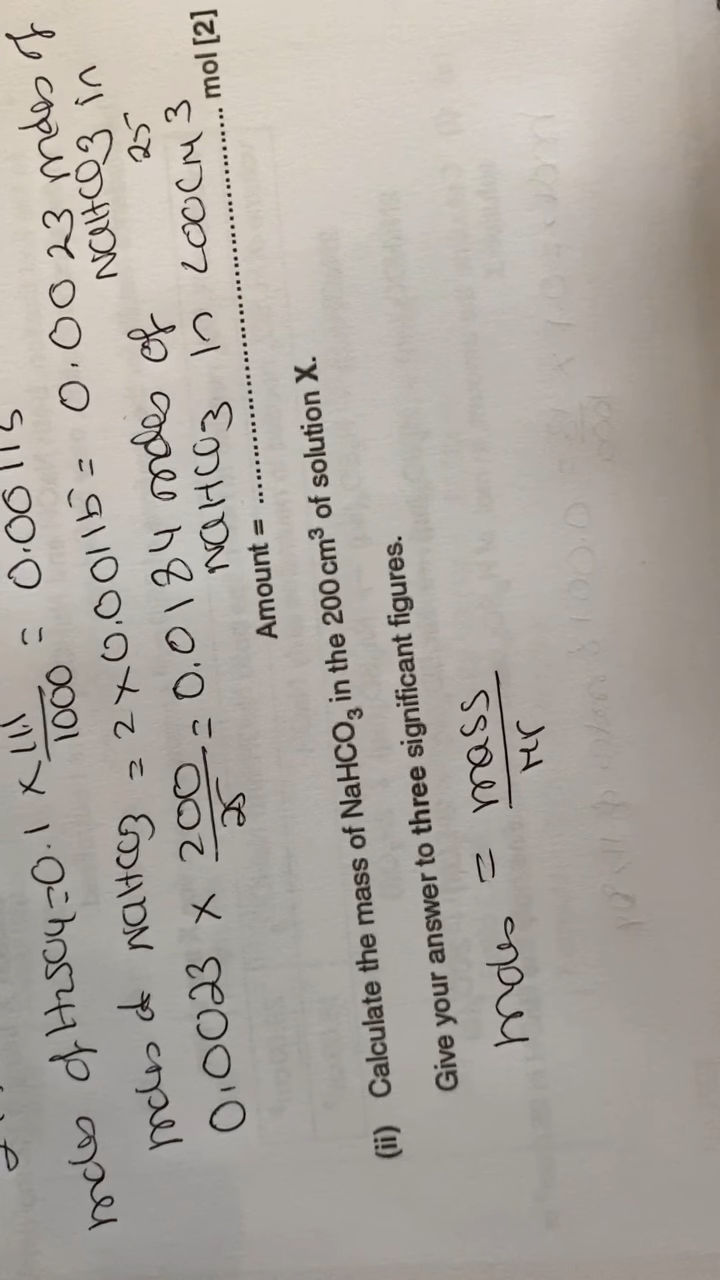 moles of H2SO4=0.1 × 11.1/1000 = 0.00115
moles of NaHCO3 = 2×0.00115 = 0.0023 moles of
NaHCO3 in
25
0.0023 × 200/25 = 0.0184 moles of
NaHCO3 in 200CM3
Amount = ........................................ mol [2]
(ii) Calculate the mass of NaHCO₃ in the 200 cm³ of solution X.
Give your answer to three significant figures.
moles = mass/Mr